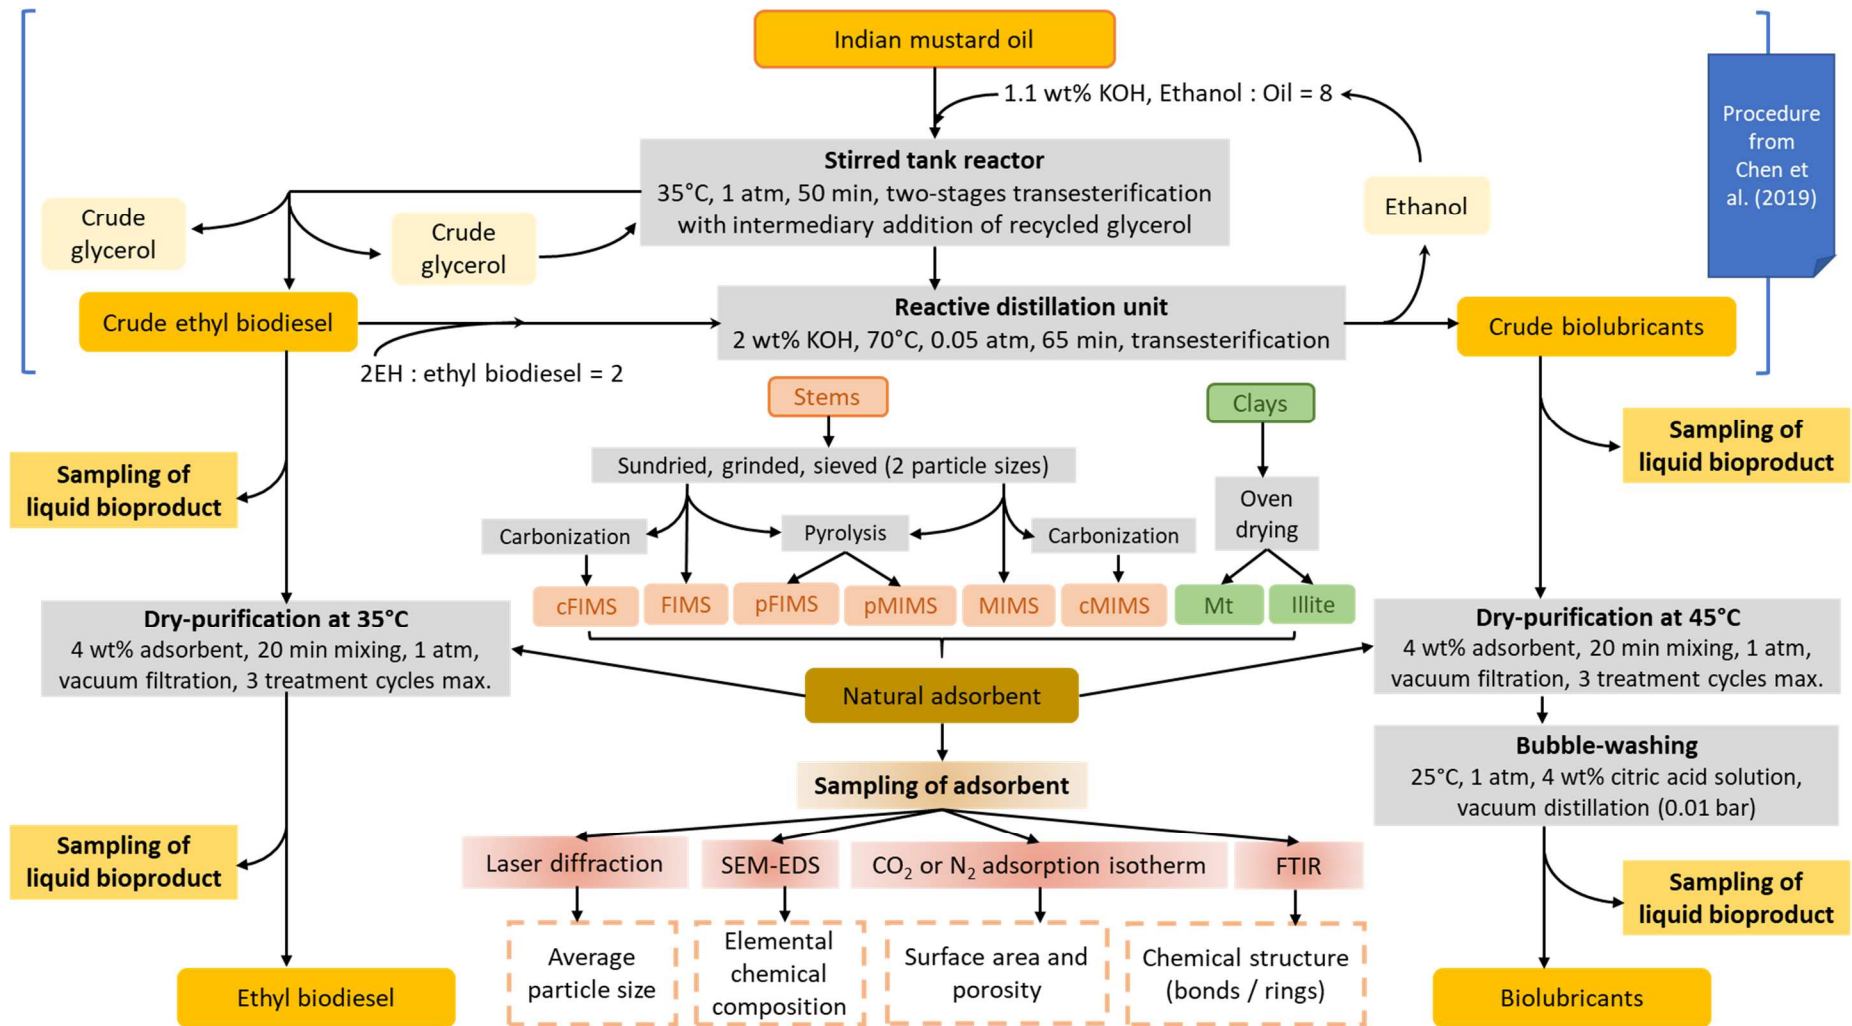 Indian mustard oil
1.1 wt% KOH, Ethanol : Oil = 8
Procedure
from
Chen et
al. (2019)
Stirred tank reactor
35°C, 1 atm, 50 min, two-stages transesterification
with intermediary addition of recycled glycerol
Crude
glycerol
Crude
glycerol
Ethanol
Crude ethyl biodiesel
Reactive distillation unit
2 wt% KOH, 70°C, 0.05 atm, 65 min, transesterification
Crude biolubricants
2EH : ethyl biodiesel = 2
Stems
Clays
Sampling of
liquid bioproduct
Sampling of
liquid bioproduct
Sundried, grinded, sieved (2 particle sizes)
Oven
drying
Carbonization
Pyrolysis
Carbonization
cFIMS
FIMS
pFIMS
pMIMS
MIMS
cMIMS
Mt
Illite
Dry-purification at 35°C
4 wt% adsorbent, 20 min mixing, 1 atm,
vacuum filtration, 3 treatment cycles max.
Dry-purification at 45°C
4 wt% adsorbent, 20 min mixing, 1 atm,
vacuum filtration, 3 treatment cycles max.
Natural adsorbent
Bubble-washing
25°C, 1 atm, 4 wt% citric acid solution,
vacuum distillation (0.01 bar)
Sampling of adsorbent
Sampling of
liquid bioproduct
Laser diffraction
SEM-EDS
CO₂ or N₂ adsorption isotherm
FTIR
Sampling of
liquid bioproduct
Average
particle size
Elemental
chemical
composition
Surface area and
porosity
Chemical structure
(bonds / rings)
Ethyl biodiesel
Biolubricants